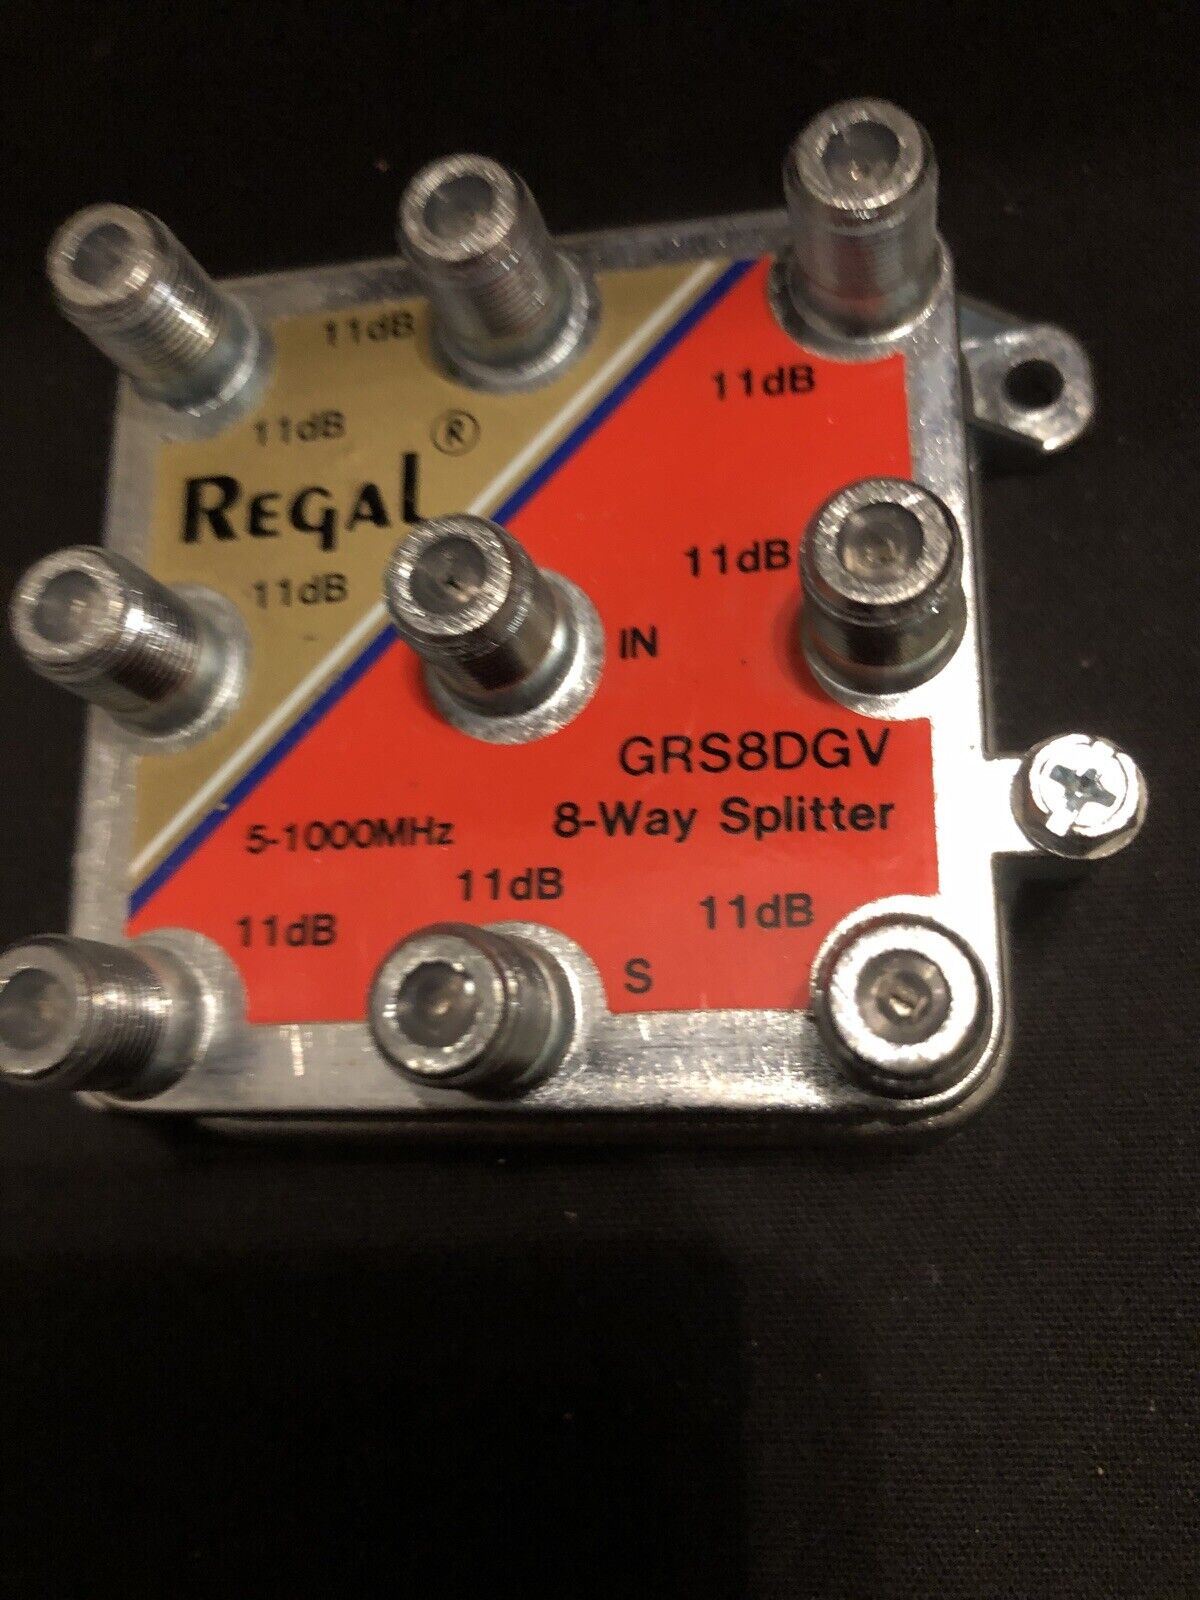 11dB
11dB
11dB
REGAL ®
11dB
11dB
IN
GRS8DGV
8-Way Splitter
5-1000MHz
11dB
11dB
11dB
S